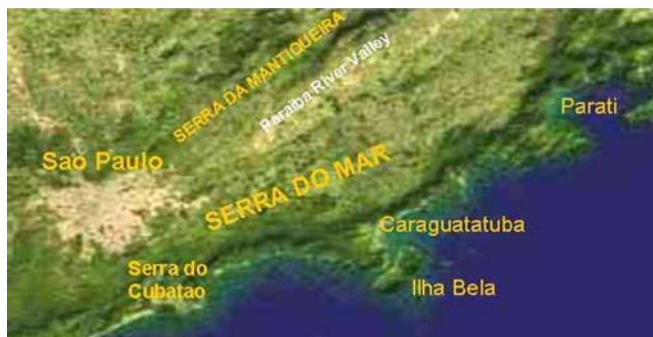 SERRA DA MANTIQUEIRA
Paraiba River Valley
Parati
Sao Paulo
SERRA DO MAR
Caraguatatuba
Serra do
Cubatao
Ilha Bela